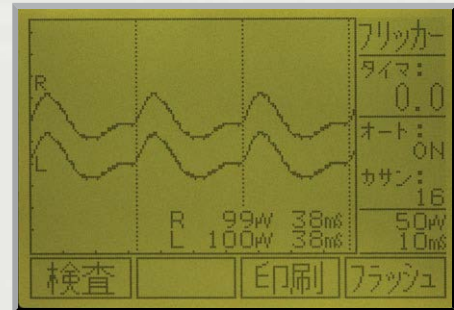 フリッカー
タイマ:
0.0
R
オート:
ON
L
カサン:
16
R 99μV 38mS
L 100μV 38mS
50μV
10mS
検査 印刷 フラッシュ